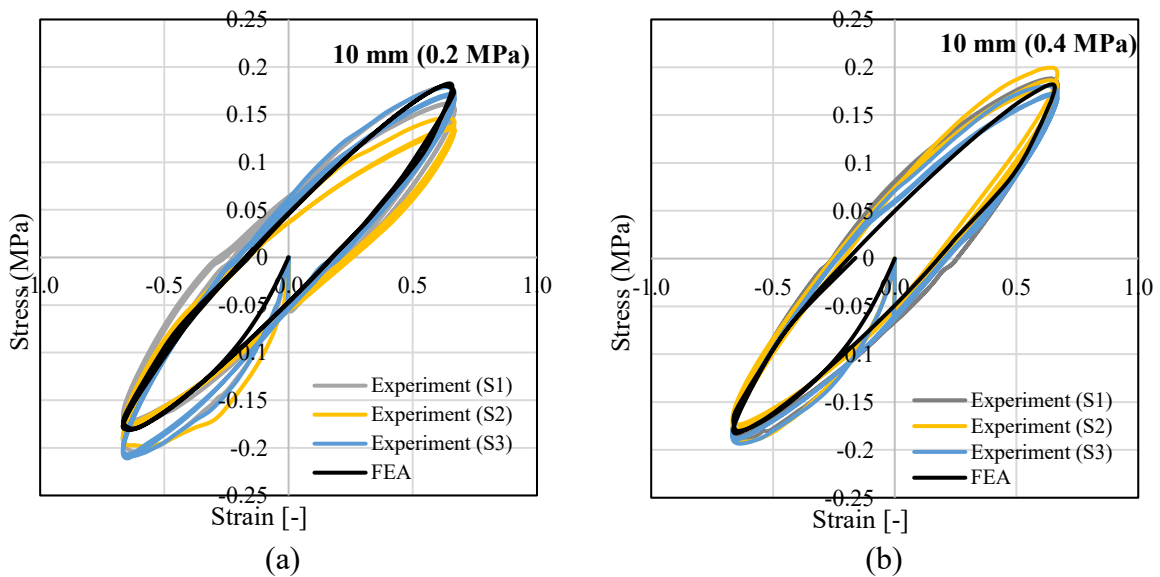 (a)
10 mm (0.2 MPa)
0.25
0.2
0.15
0.1
0.05
0
-0.05
-0.1
-0.15
-0.2
-0.25
-1.0
-0.5
0.0
0.5
1.0
Stress (MPa)
Strain [-]
Experiment (S1)
Experiment (S2)
Experiment (S3)
FEA
(a)
(b)
10 mm (0.4 MPa)
0.25
0.2
0.15
0.1
0.05
0
-0.05
-0.1
-0.15
-0.2
-0.25
-1.0
-0.5
0.0
0.5
1.0
Stress (MPa)
Strain [-]
Experiment (S1)
Experiment (S2)
Experiment (S3)
FEA
(b)